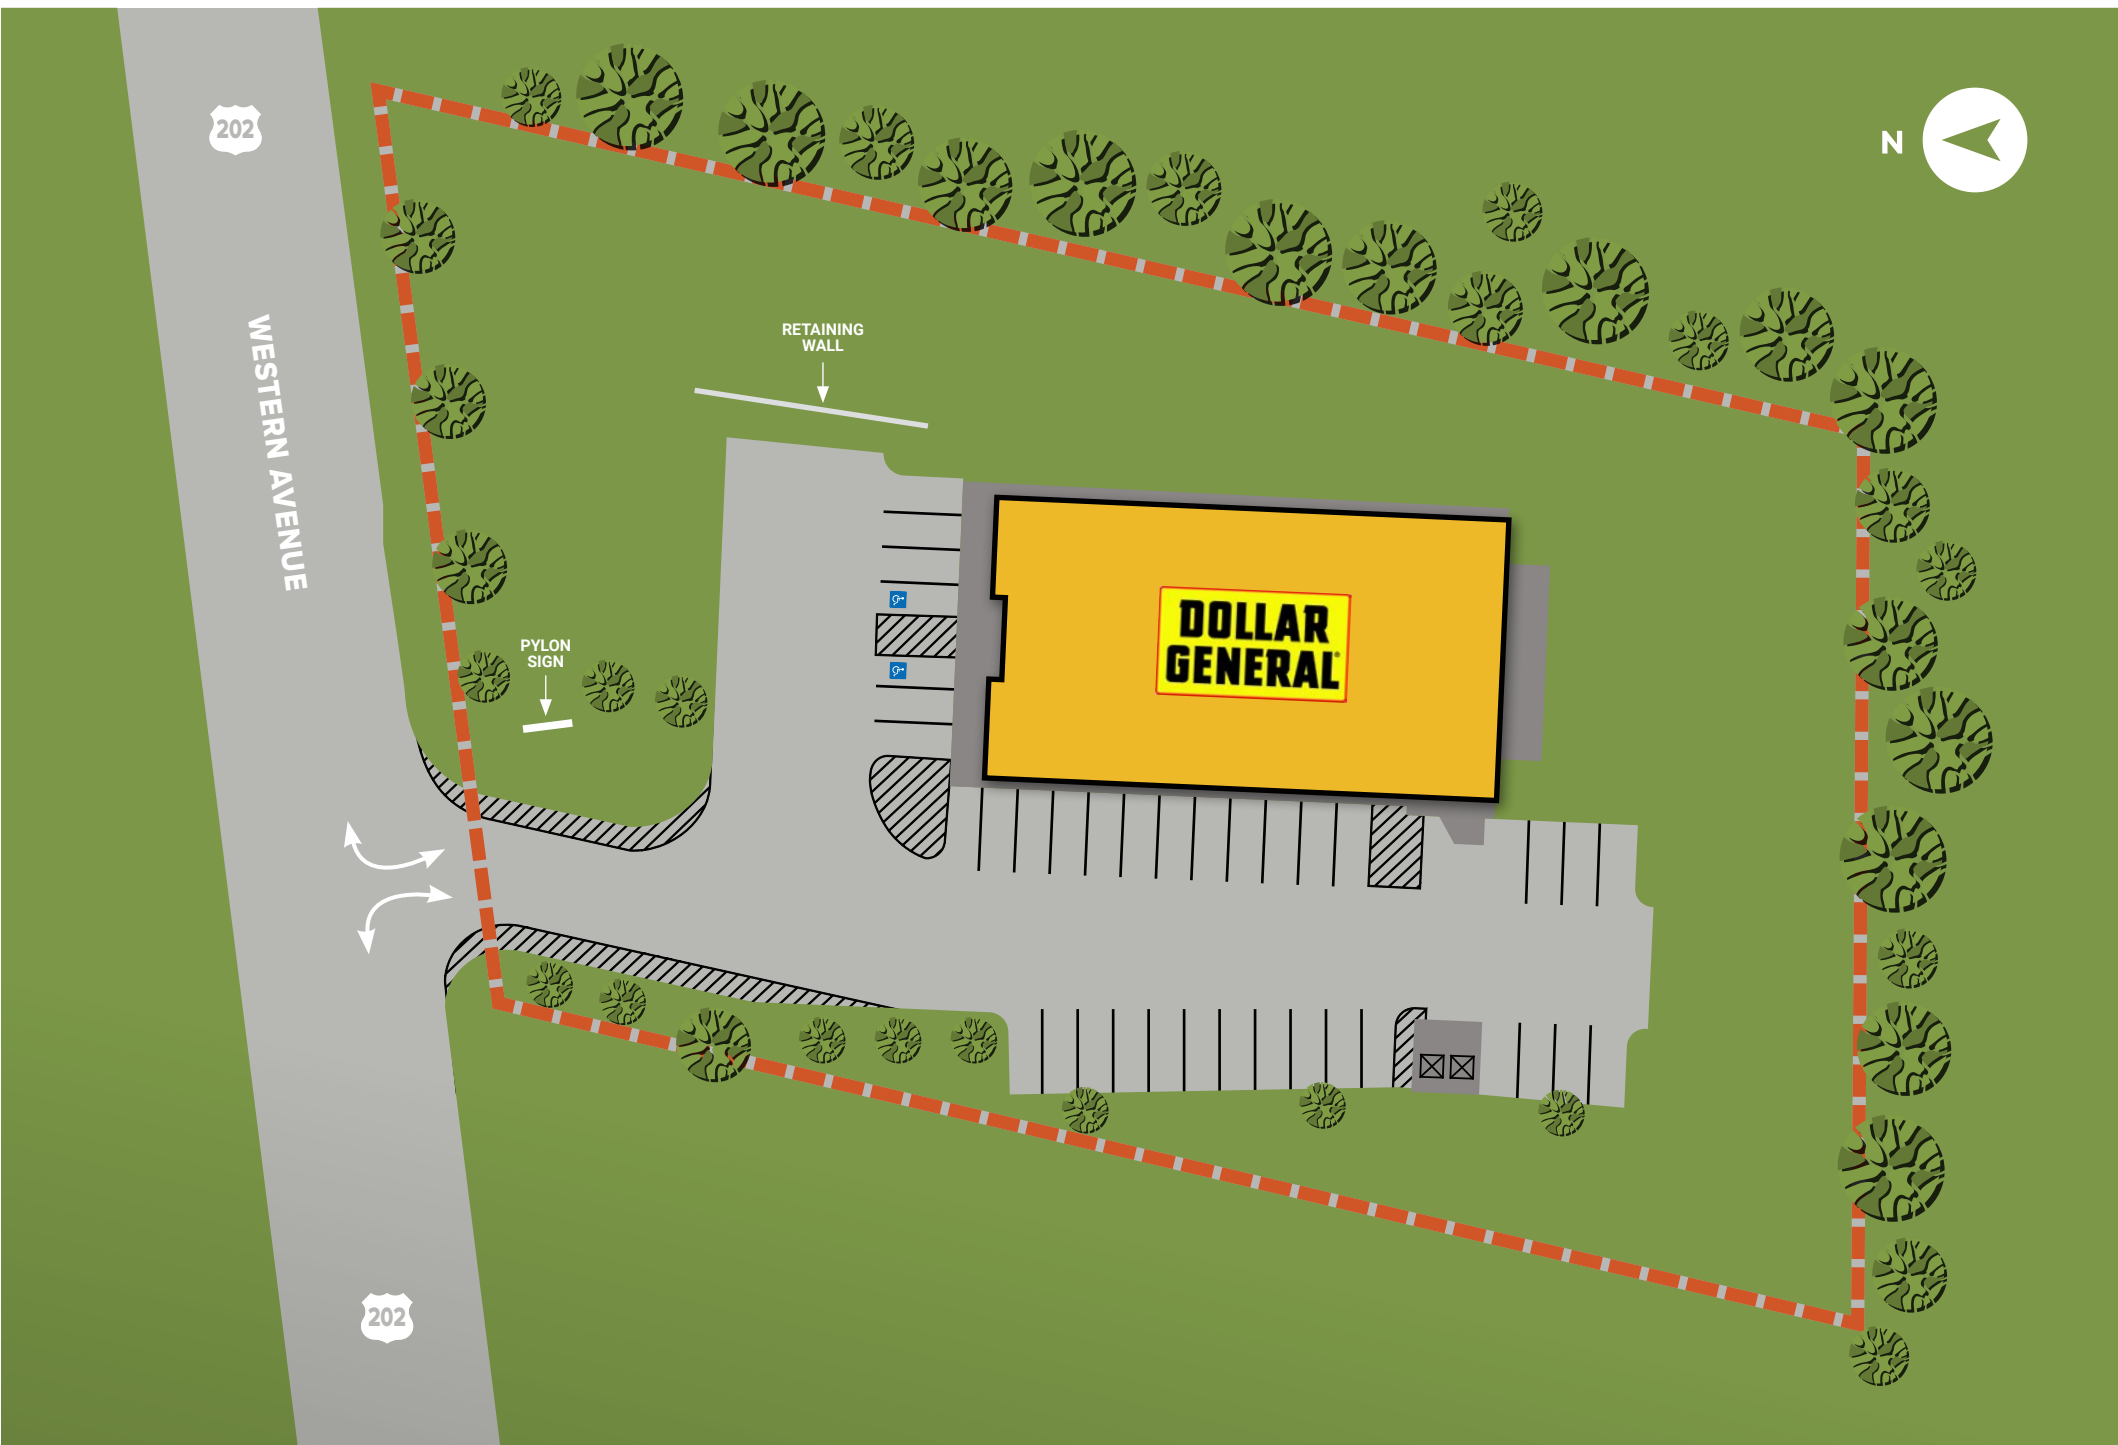 202
N
WESTERN AVENUE
RETAINING
WALL
PYLON
SIGN
DOLLAR
GENERAL
202